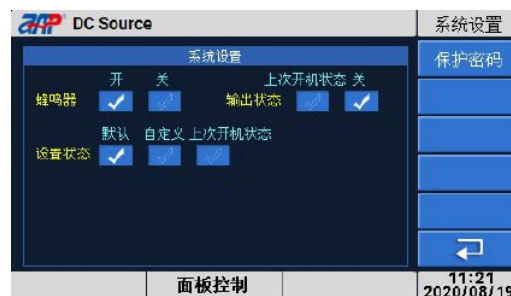 AAP® DC Source
系统设置
系统设置
保护密码
开 关 上次开机状态 关
蜂鸣器 输出状态
默认 自定义 上次开机状态
设置状态
面板控制
11:21
2020/08/19